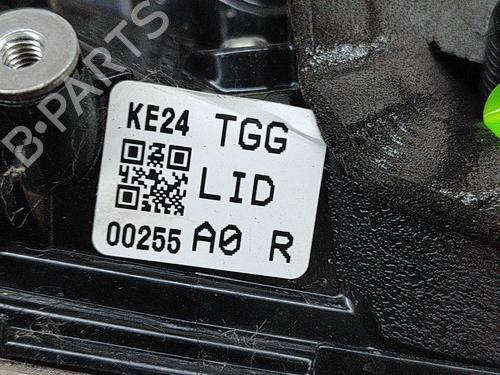 KE24 TGG
LID
00255 A0 R
B-PARTS